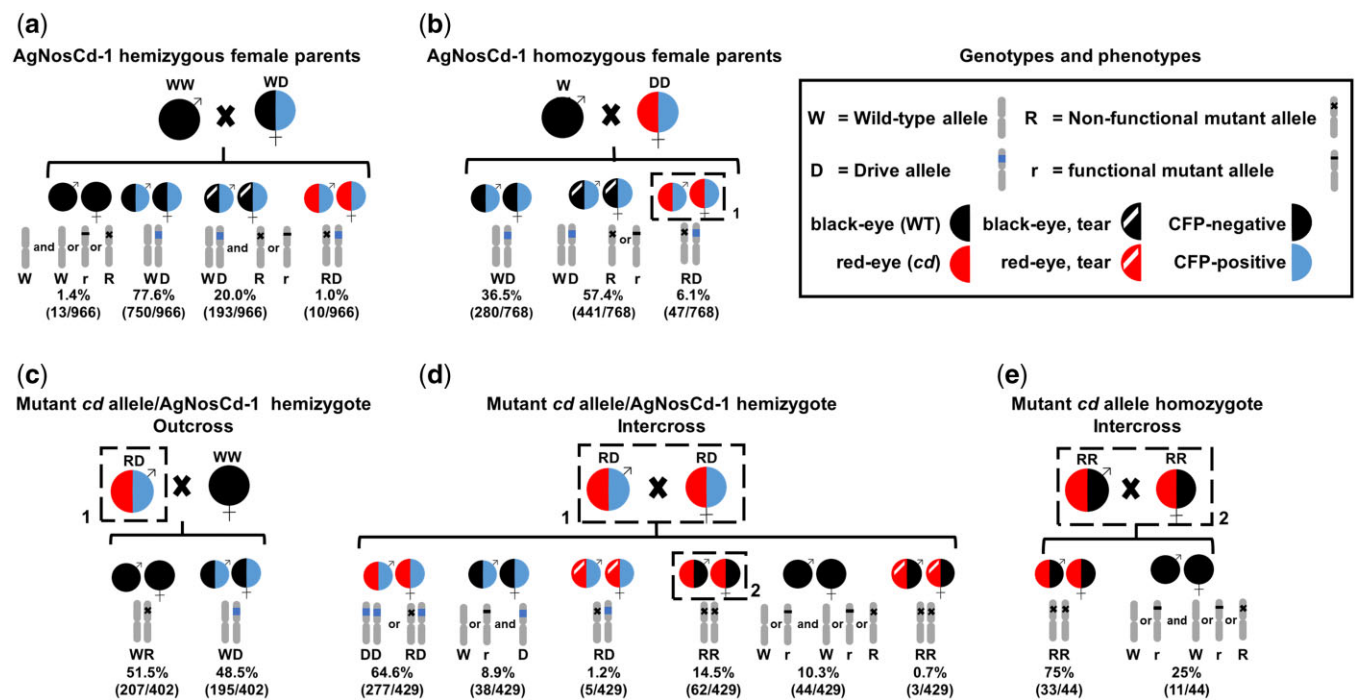 (a)
AgNosCd-1 hemizygous female parents
WW WD
W and W or r or R WD WD and R or r RD
1.4% 77.6% 20.0% 1.0%
(13/966) (750/966) (193/966) (10/966)
(b)
AgNosCd-1 homozygous female parents
W DD
1
or
WD WD R r RD
36.5% 57.4% 6.1%
(280/768) (441/768) (47/768)
Genotypes and phenotypes
W = Wild-type allele R = Non-functional mutant allele
D = Drive allele r = functional mutant allele
black-eye (WT) black-eye, tear CFP-negative
red-eye (cd) red-eye, tear CFP-positive
(c)
Mutant cd allele/AgNosCd-1 hemizygote
Outcross
RD WW
1
WR WD
51.5% 48.5%
(207/402) (195/402)
(d)
Mutant cd allele/AgNosCd-1 hemizygote
Intercross
RD RD
1
2
or or and or and or or
DD RD W r D RD RR W r W r R RR
64.6% 8.9% 1.2% 14.5% 10.3% 0.7%
(277/429) (38/429) (5/429) (62/429) (44/429) (3/429)
(e)
Mutant cd allele homozygote
Intercross
RR RR
2
or and or or
RR W r W r R
75% 25%
(33/44) (11/44)